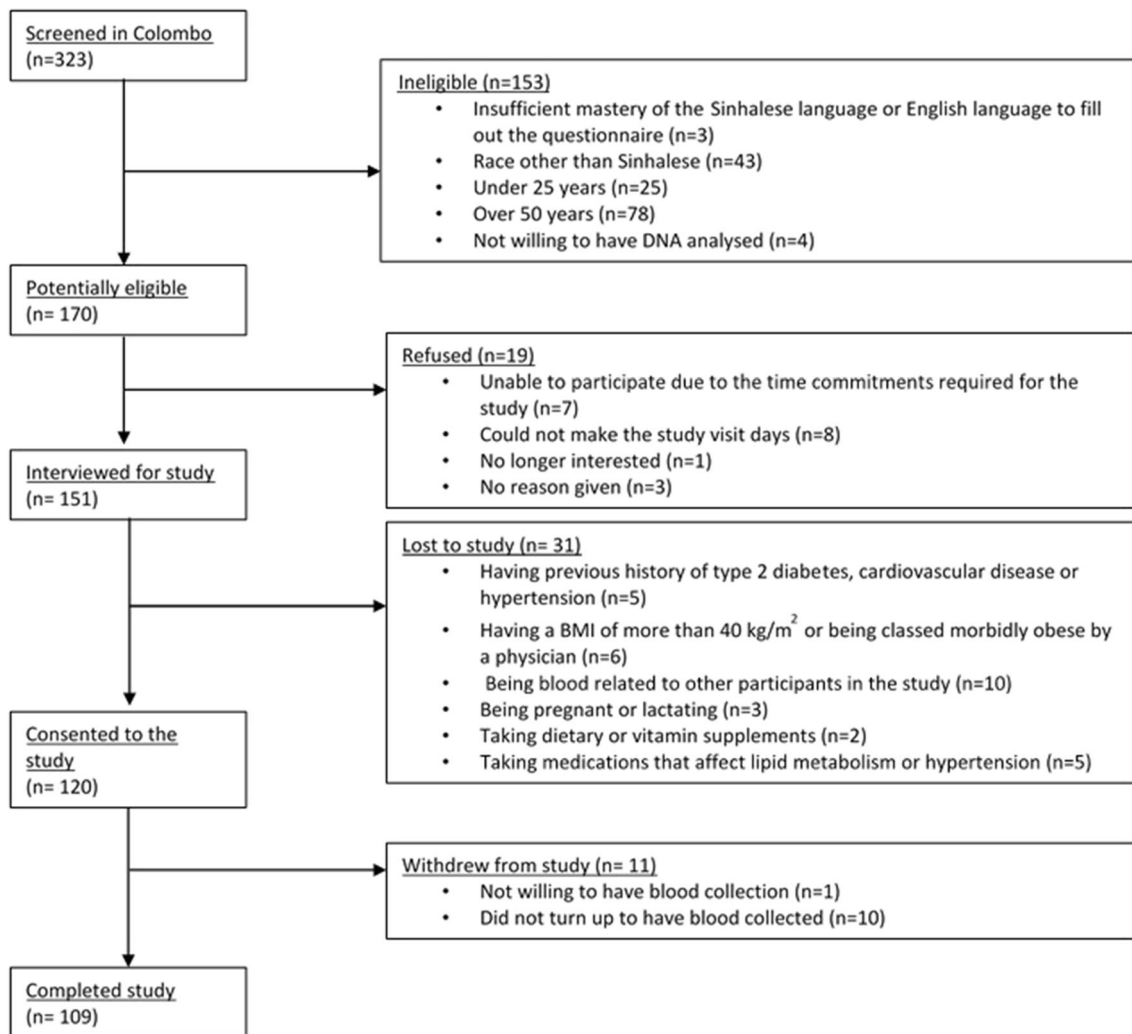 Screened in Colombo
(n=323)
Ineligible (n=153)
• Insufficient mastery of the Sinhalese language or English language to fill
out the questionnaire (n=3)
• Race other than Sinhalese (n=43)
• Under 25 years (n=25)
• Over 50 years (n=78)
• Not willing to have DNA analysed (n=4)
Potentially eligible
(n= 170)
Refused (n=19)
• Unable to participate due to the time commitments required for the
study (n=7)
• Could not make the study visit days (n=8)
• No longer interested (n=1)
• No reason given (n=3)
Interviewed for study
(n= 151)
Lost to study (n= 31)
• Having previous history of type 2 diabetes, cardiovascular disease or
hypertension (n=5)
• Having a BMI of more than 40 kg/m² or being classed morbidly obese by
a physician (n=6)
• Being blood related to other participants in the study (n=10)
• Being pregnant or lactating (n=3)
• Taking dietary or vitamin supplements (n=2)
• Taking medications that affect lipid metabolism or hypertension (n=5)
Consented to the
study
(n= 120)
Withdrew from study (n= 11)
• Not willing to have blood collection (n=1)
• Did not turn up to have blood collected (n=10)
Completed study
(n= 109)